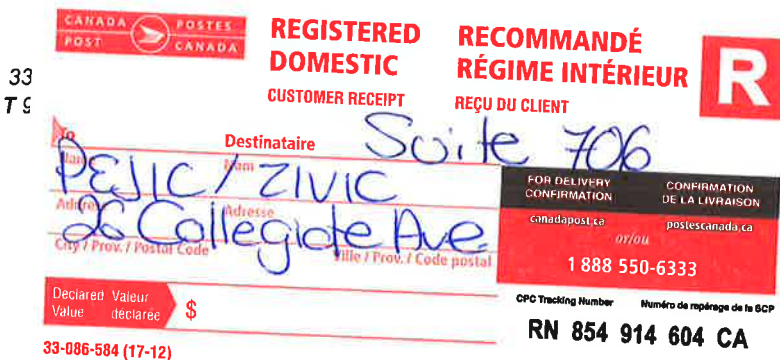 CANADA POSTES
POST CANADA
REGISTERED DOMESTIC
CUSTOMER RECEIPT
RECOMMANDÉ RÉGIME INTÉRIEUR
REÇU DU CLIENT
R
33
T 9
To Destinataire Suite 706
Name Nom
PEJIC / ZIVIC
Address Adresse
26 Collegiate Ave
City / Prov. / Postal Code Ville / Prov. / Code postal
FOR DELIVERY CONFIRMATION CONFIRMATION DE LA LIVRAISON
canadapost.ca postescanada.ca
or/ou
1 888 550-6333
Declared Value Valeur déclarée $
CPC Tracking Number Numéro de repérage de la SCP
RN 854 914 604 CA
33-086-584 (17-12)